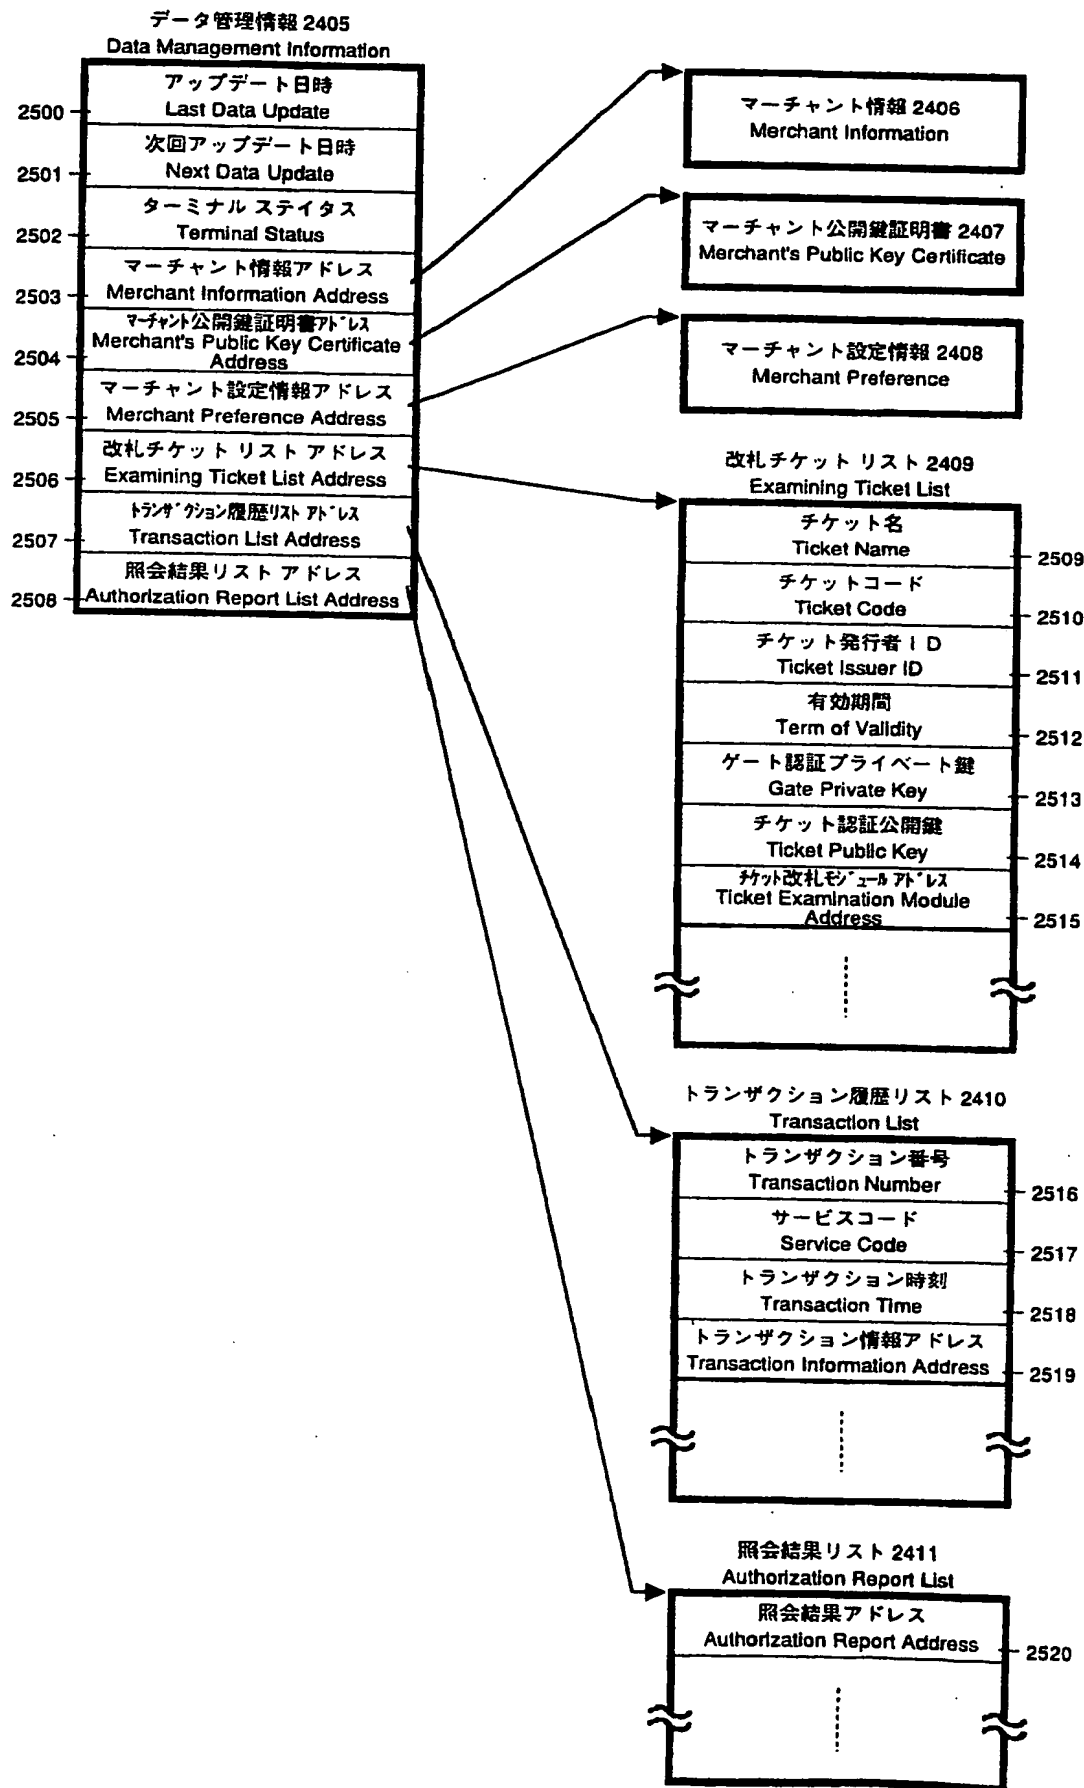 データ管理情報 2405
Data Management Information
アップデート日時
Last Data Update
2500
次回アップデート日時
Next Data Update
2501
ターミナル ステイタス
Terminal Status
2502
マーチャント情報アドレス
Merchant Information Address
2503
マーチャント公開鍵証明書アドレス
Merchant's Public Key Certificate
Address
2504
マーチャント設定情報アドレス
Merchant Preference Address
2505
改札チケット リスト アドレス
Examining Ticket List Address
2506
トランザクション履歴リスト アドレス
Transaction List Address
2507
照会結果リスト アドレス
Authorization Report List Address
2508
マーチャント情報 2406
Merchant Information
マーチャント公開鍵証明書 2407
Merchant's Public Key Certificate
マーチャント設定情報 2408
Merchant Preference
改札チケット リスト 2409
Examining Ticket List
チケット名
Ticket Name
2509
チケットコード
Ticket Code
2510
チケット発行者ID
Ticket Issuer ID
2511
有効期間
Term of Validity
2512
ゲート認証プライベート鍵
Gate Private Key
2513
チケット認証公開鍵
Ticket Public Key
2514
チケット改札モジュール アドレス
Ticket Examination Module
Address
2515
トランザクション履歴リスト 2410
Transaction List
トランザクション番号
Transaction Number
2516
サービスコード
Service Code
2517
トランザクション時刻
Transaction Time
2518
トランザクション情報アドレス
Transaction Information Address
2519
照会結果リスト 2411
Authorization Report List
照会結果アドレス
Authorization Report Address
2520